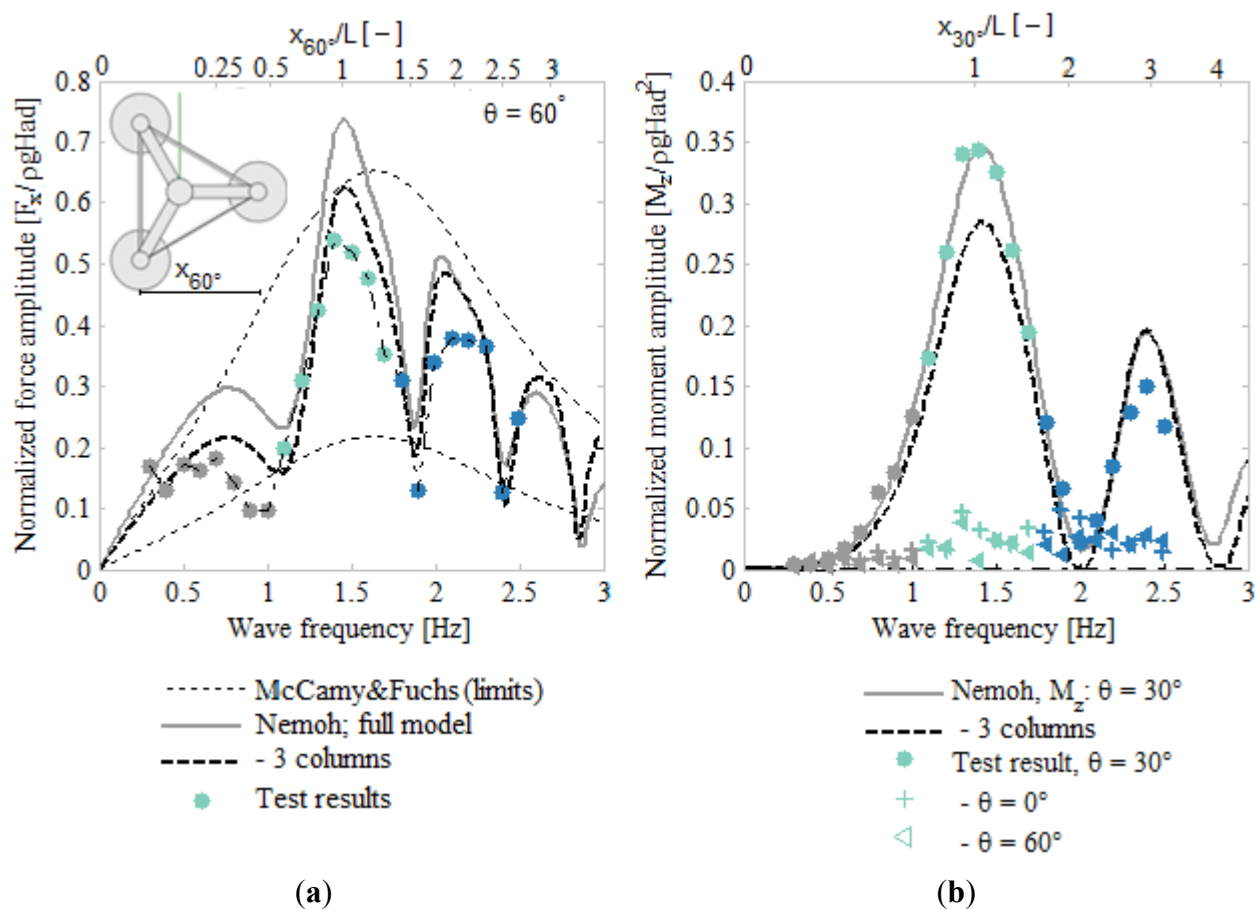 x60°/L [ – ]
0 0.25 0.5 1 1.5 2 2.5 3
θ = 60°
x60°
Normalized force amplitude [Fx/ρgHad]
0.8
0.7
0.6
0.5
0.4
0.3
0.2
0.1
0
0 0.5 1 1.5 2 2.5 3
Wave frequency [Hz]
McCamy&Fuchs (limits)
Nemoh; full model
- 3 columns
Test results
(a)
x30°/L [ – ]
0 1 2 3 4
Normalized moment amplitude [Mz/ρgHad²]
0.4
0.35
0.3
0.25
0.2
0.15
0.1
0.05
0
0 0.5 1 1.5 2 2.5 3
Wave frequency [Hz]
Nemoh, Mz: θ = 30°
- 3 columns
Test result, θ = 30°
- θ = 0°
- θ = 60°
(b)